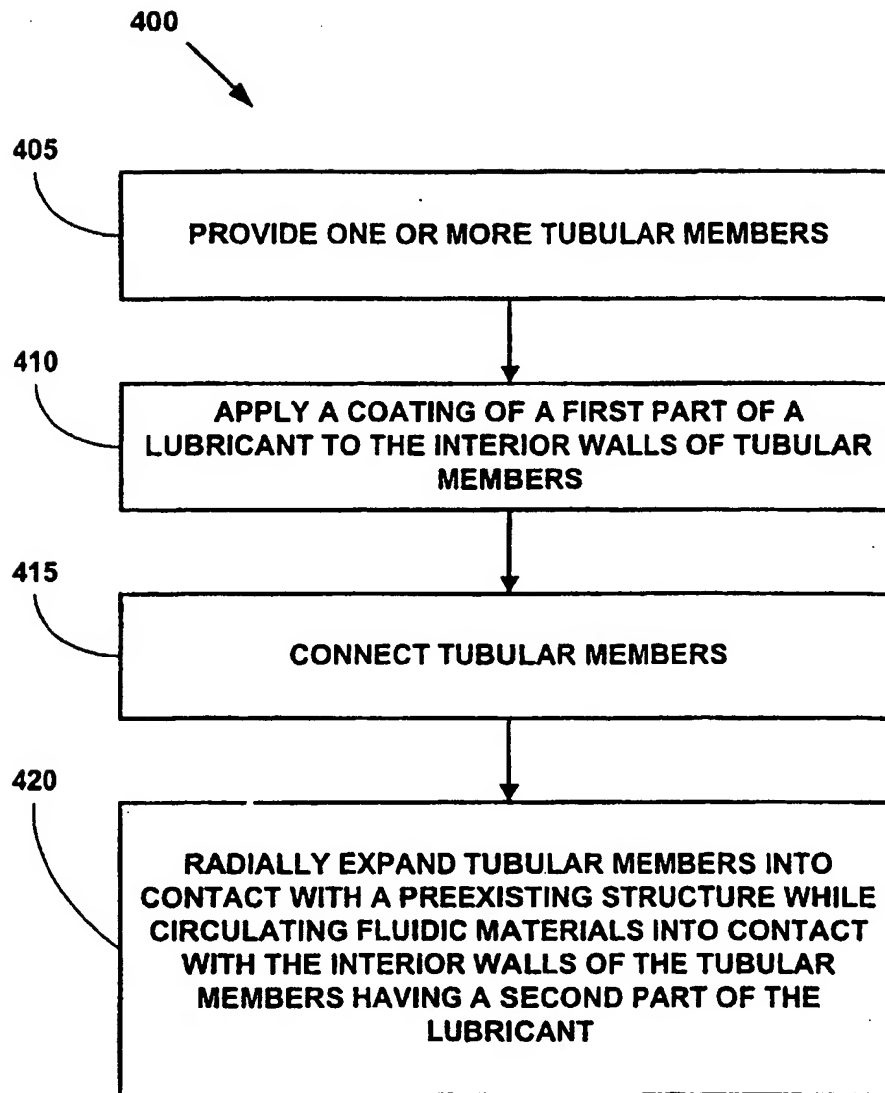 400
405
PROVIDE ONE OR MORE TUBULAR MEMBERS
410
APPLY A COATING OF A FIRST PART OF A
LUBRICANT TO THE INTERIOR WALLS OF TUBULAR
MEMBERS
415
CONNECT TUBULAR MEMBERS
420
RADIALLY EXPAND TUBULAR MEMBERS INTO
CONTACT WITH A PREEXISTING STRUCTURE WHILE
CIRCULATING FLUIDIC MATERIALS INTO CONTACT
WITH THE INTERIOR WALLS OF THE TUBULAR
MEMBERS HAVING A SECOND PART OF THE
LUBRICANT